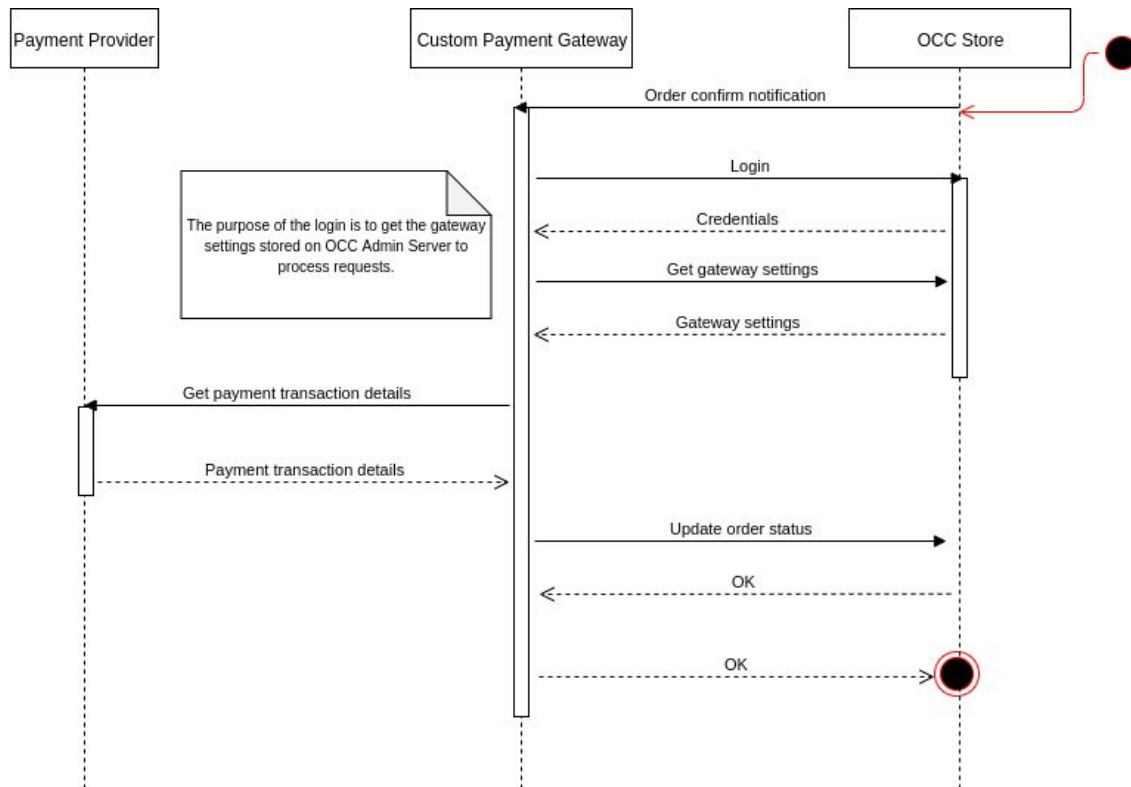 Payment Provider
Custom Payment Gateway
OCC Store
Order confirm notification
Login
The purpose of the login is to get the gateway
settings stored on OCC Admin Server to
process requests.
Credentials
Get gateway settings
Gateway settings
Get payment transaction details
Payment transaction details
Update order status
OK
OK